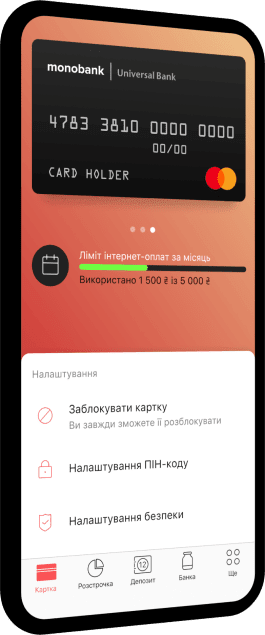 monobank | Universal Bank
4783 3810 0000 0000
00/00
CARD HOLDER
Ліміт інтернет-оплат за місяць
Використано 1 500 ₴ із 5 000 ₴
Налаштування
Заблокувати картку
Ви завжди зможете її розблокувати
Налаштування ПІН-коду
Налаштування безпеки
Картка
Розстрочка
12
Депозит
Банка
Ще